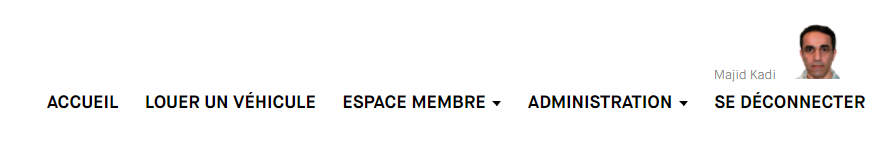 Majid Kadi
ACCUEIL LOUER UN VÉHICULE ESPACE MEMBRE ADMINISTRATION SE DÉCONNECTER